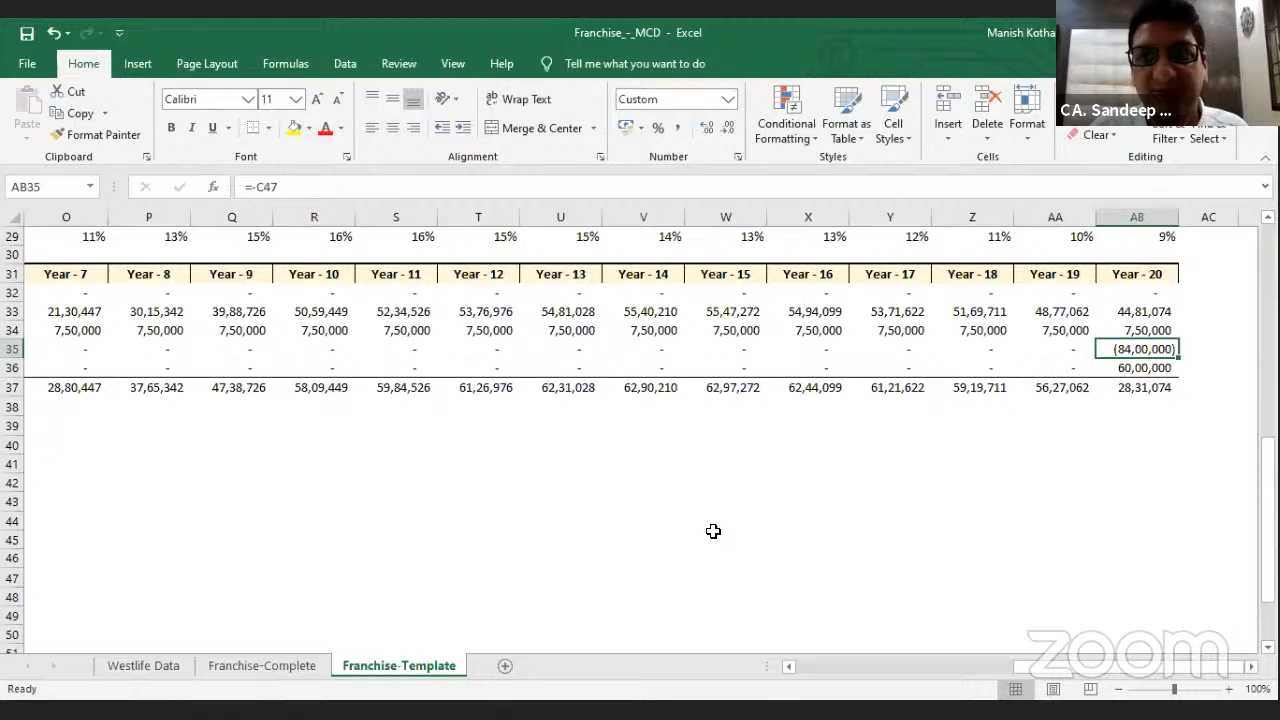 Franchise_-_MCD - Excel
Manish Kotha
CA. Sandeep ...
File Home Insert Page Layout Formulas Data Review View Help Tell me what you want to do
Paste
Cut
Copy
Format Painter
Calibri 11
B I U
Wrap Text
Merge & Center
Custom
Conditional Formatting
Format as Table
Cell Styles
Insert Delete Format
Clear
Filter Select
Clipboard Font Alignment Number Styles Cells Editing
AB35 fx =-C47
O P Q R S T U V W X Y Z AA AB AC
29 11% 13% 15% 16% 16% 15% 15% 14% 13% 13% 12% 11% 10% 9%
30
31 Year - 7 Year - 8 Year - 9 Year - 10 Year - 11 Year - 12 Year - 13 Year - 14 Year - 15 Year - 16 Year - 17 Year - 18 Year - 19 Year - 20
32 - - - - - - - - - - - - - -
33 21,30,447 30,15,342 39,88,726 50,59,449 52,34,526 53,76,976 54,81,028 55,40,210 55,47,272 54,94,099 53,71,622 51,69,711 48,77,062 44,81,074
34 7,50,000 7,50,000 7,50,000 7,50,000 7,50,000 7,50,000 7,50,000 7,50,000 7,50,000 7,50,000 7,50,000 7,50,000 7,50,000 7,50,000
35 - - - - - - - - - - - - - (84,00,000)
36 - - - - - - - - - - - - - 60,00,000
37 28,80,447 37,65,342 47,38,726 58,09,449 59,84,526 61,26,976 62,31,028 62,90,210 62,97,272 62,44,099 61,21,622 59,19,711 56,27,062 28,31,074
38
39
40
41
42
43
44
45
46
47
48
49
50
zoom
Westlife Data Franchise-Complete Franchise-Template
Ready 100%